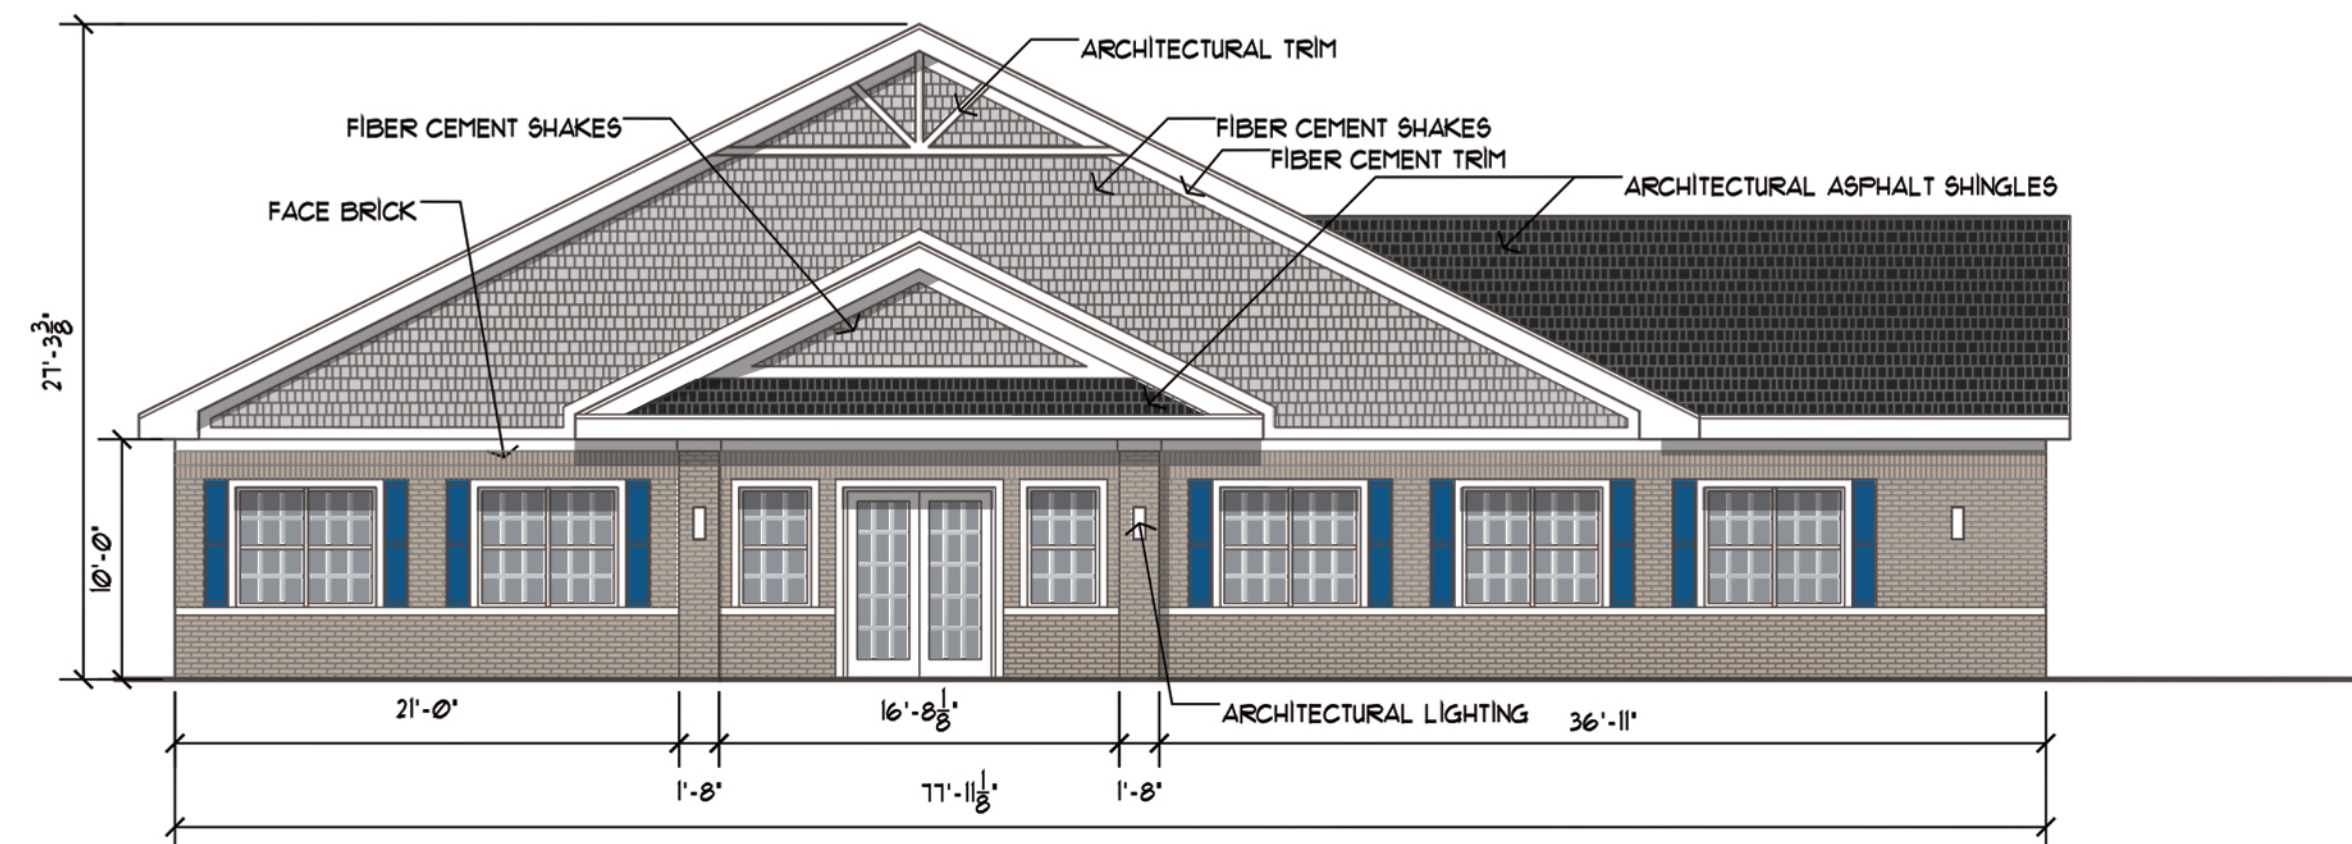 ARCHITECTURAL TRIM
FIBER CEMENT SHAKES
FIBER CEMENT SHAKES
FIBER CEMENT TRIM
ARCHITECTURAL ASPHALT SHINGLES
FACE BRICK
27'-3 3/8"
10'-0"
21'-0"
16'-8 1/8"
ARCHITECTURAL LIGHTING
36'-11"
1'-8"
77'-11 1/8"
1'-8"